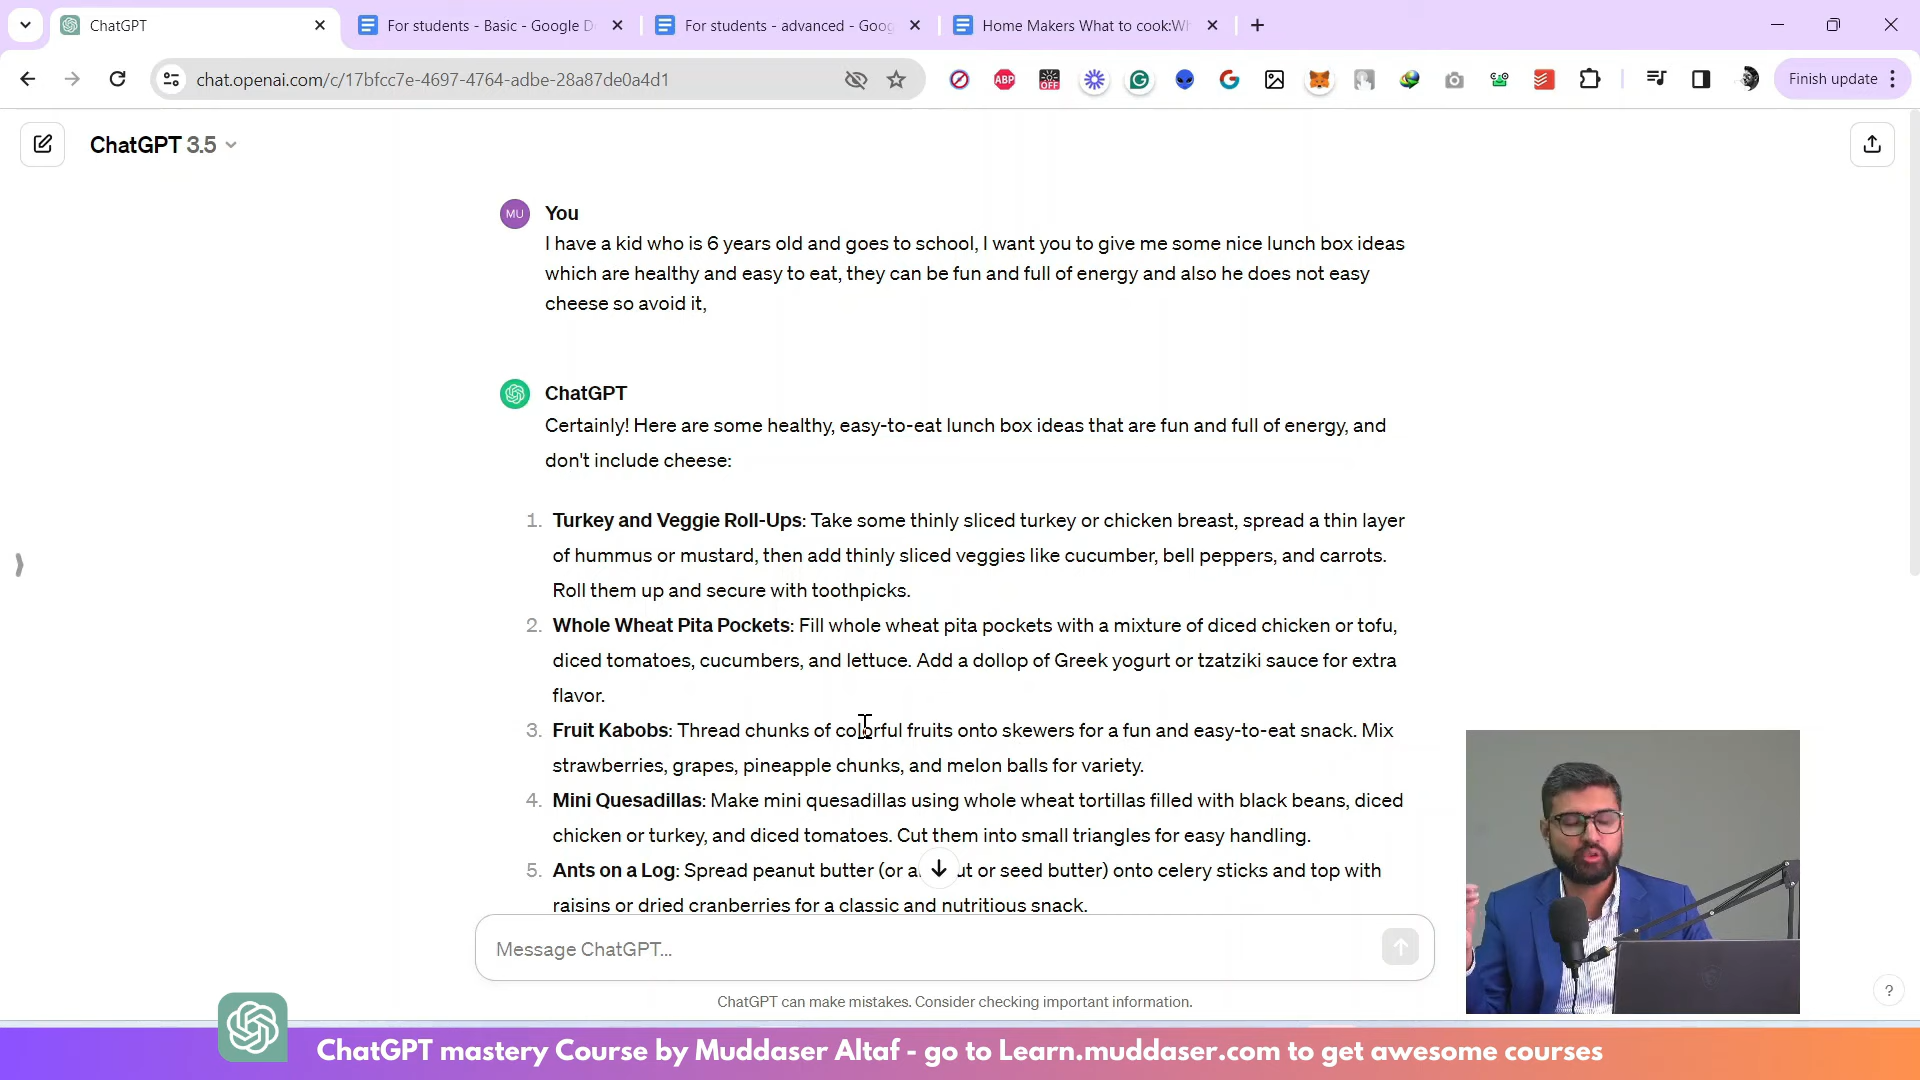 ChatGPT
For students - Basic - Google D
For students - advanced - Goog
Home Makers What to cook:Wh
chat.openai.com/c/17bfcc7e-4697-4764-adbe-28a87de0a4d1
ABP
OFF
Finish update
ChatGPT 3.5
MU
You
I have a kid who is 6 years old and goes to school, I want you to give me some nice lunch box ideas
which are healthy and easy to eat, they can be fun and full of energy and also he does not easy
cheese so avoid it,
ChatGPT
Certainly! Here are some healthy, easy-to-eat lunch box ideas that are fun and full of energy, and
don't include cheese:
1. Turkey and Veggie Roll-Ups: Take some thinly sliced turkey or chicken breast, spread a thin layer
of hummus or mustard, then add thinly sliced veggies like cucumber, bell peppers, and carrots.
Roll them up and secure with toothpicks.
2. Whole Wheat Pita Pockets: Fill whole wheat pita pockets with a mixture of diced chicken or tofu,
diced tomatoes, cucumbers, and lettuce. Add a dollop of Greek yogurt or tzatziki sauce for extra
flavor.
3. Fruit Kabobs: Thread chunks of colorful fruits onto skewers for a fun and easy-to-eat snack. Mix
strawberries, grapes, pineapple chunks, and melon balls for variety.
4. Mini Quesadillas: Make mini quesadillas using whole wheat tortillas filled with black beans, diced
chicken or turkey, and diced tomatoes. Cut them into small triangles for easy handling.
5. Ants on a Log: Spread peanut butter (or a ut or seed butter) onto celery sticks and top with
raisins or dried cranberries for a classic and nutritious snack.
Message ChatGPT...
ChatGPT can make mistakes. Consider checking important information.
?
ChatGPT mastery Course by Muddaser Altaf - go to Learn.muddaser.com to get awesome courses